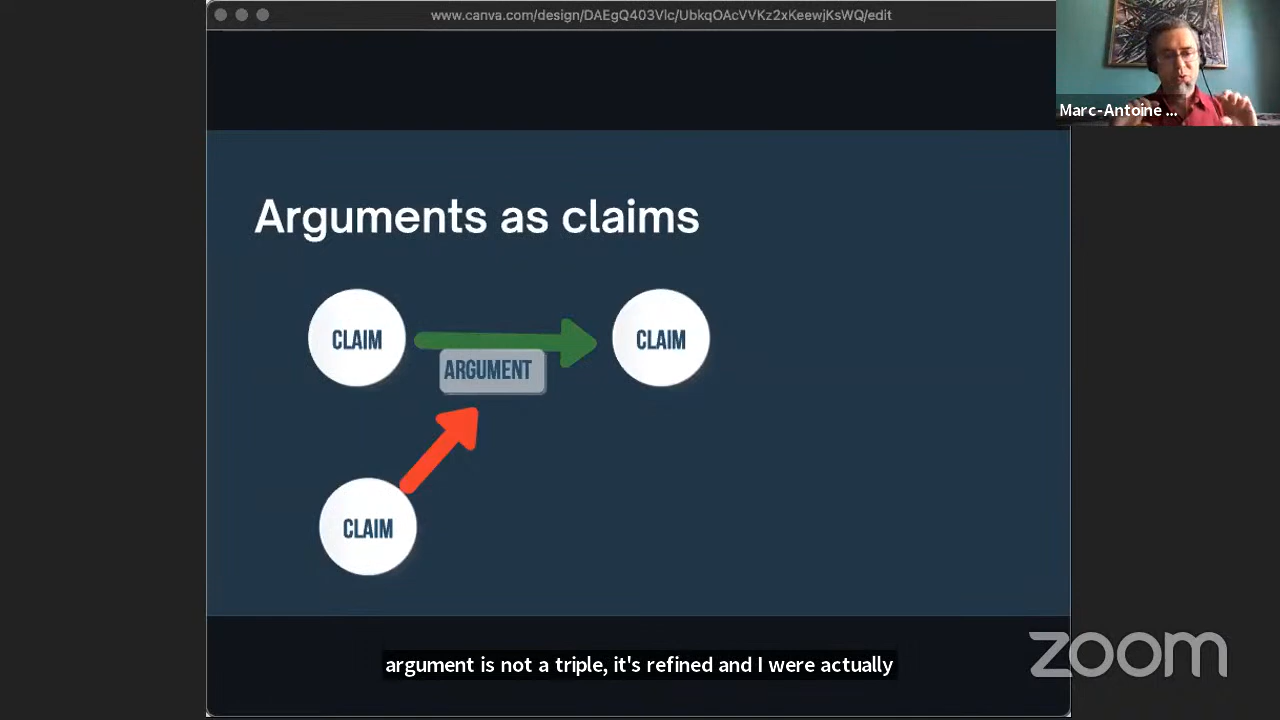 www.canva.com/design/DAEgQ403Vlc/UbkqOAcVVKz2xKeewjKsWQ/edit
Marc-Antoine ...
Arguments as claims
CLAIM
CLAIM
ARGUMENT
CLAIM
argument is not a triple, it's refined and I were actually
zoom